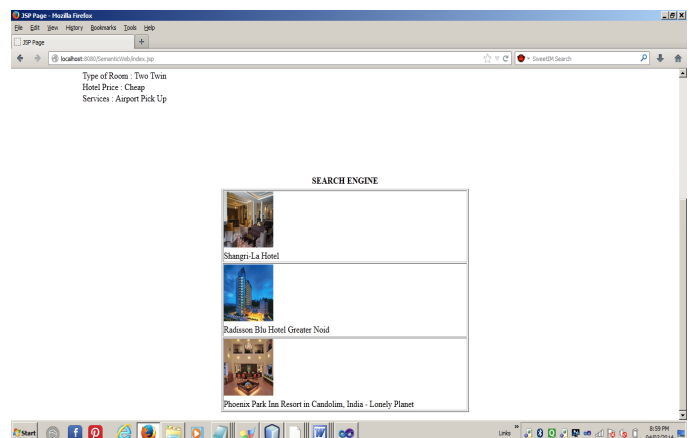 JSP Page - Mozilla Firefox
File Edit View History Bookmarks Tools Help
JSP Page
localhost:8080/SemanticWeb/index.jsp
SweetIM Search
Type of Room : Two Twin
Hotel Price : Cheap
Services : Airport Pick Up
SEARCH ENGINE
Shangri-La Hotel
Radisson Blu Hotel Greater Noid
Phoenix Park Inn Resort in Candolim, India - Lonely Planet
Start
Links
8:59 PM